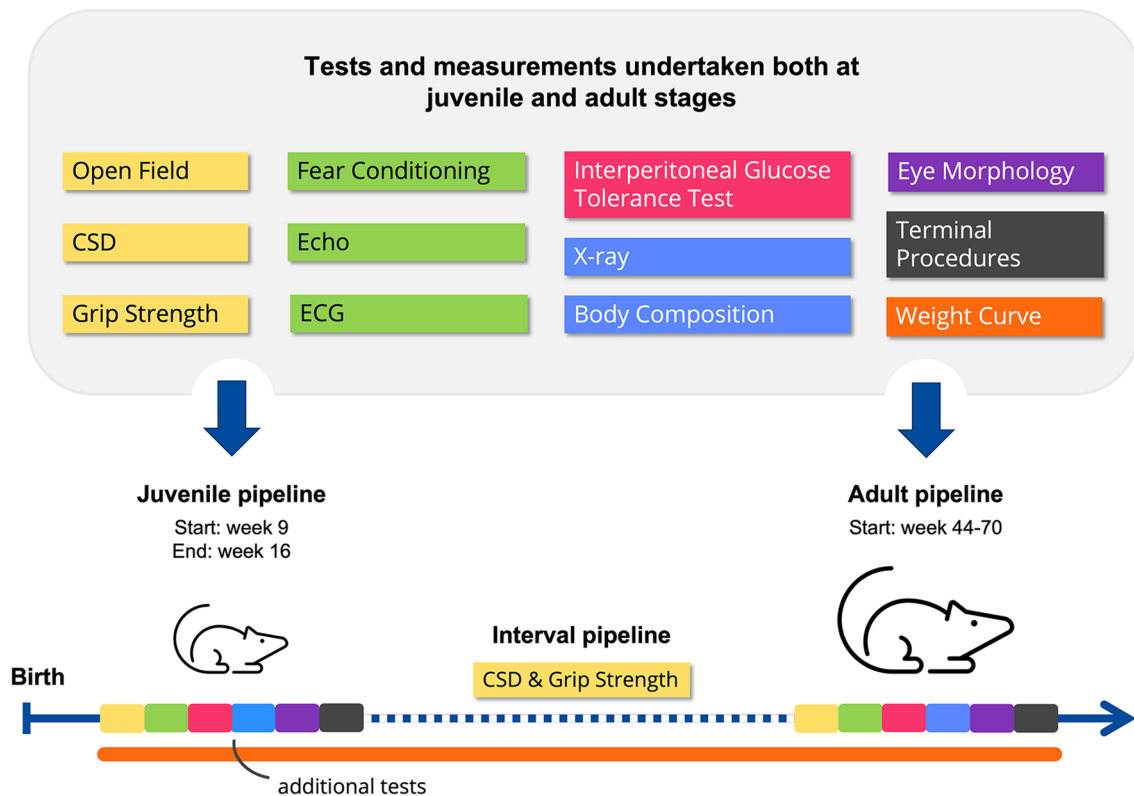 Tests and measurements undertaken both at
juvenile and adult stages
Open Field
CSD
Grip Strength
Fear Conditioning
Echo
ECG
Interperitoneal Glucose
Tolerance Test
X-ray
Body Composition
Eye Morphology
Terminal
Procedures
Weight Curve
Juvenile pipeline
Start: week 9
End: week 16
Adult pipeline
Start: week 44-70
Interval pipeline
CSD & Grip Strength
Birth
additional tests